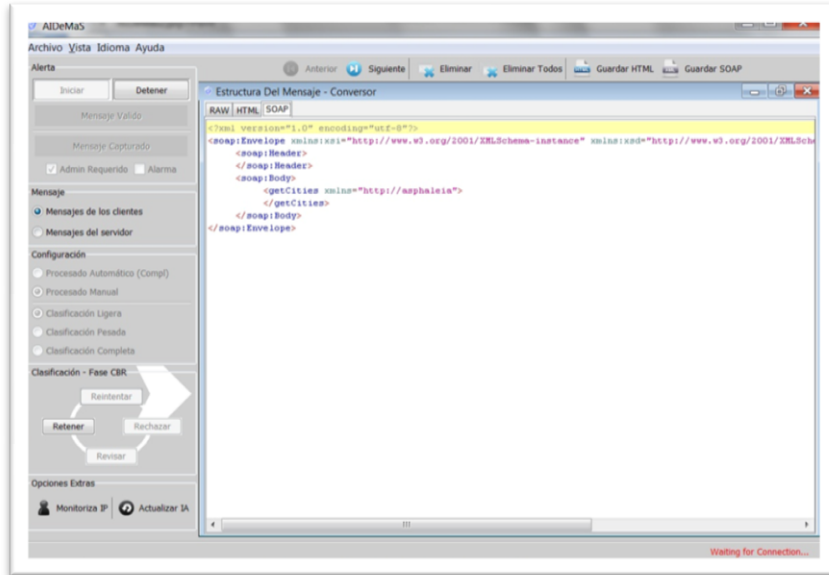 AIDeMaS
Archivo Vista Idioma Ayuda
Alerta
Iniciar Detener
Mensaje Valido
Mensaje Capturado
Admin Requerido Alarma
Mensaje
Mensajes de los clientes
Mensajes del servidor
Configuración
Procesado Automático (Compl)
Procesado Manual
Clasificación Ligera
Clasificación Pesada
Clasificación Completa
Clasificación - Fase CBR
Reintentar
Retener Rechazar
Revisar
Opciones Extras
Monitoriza IP Actualizar IA
Anterior Siguiente Eliminar Eliminar Todos Guardar HTML Guardar SOAP
Estructura Del Mensaje - Conversor
RAW HTML SOAP
<?xml version="1.0" encoding="utf-8"?>
<soap:Envelope xmlns:xsi="http://www.w3.org/2001/XMLSchema-instance" xmlns:xsd="http://www.w3.org/2001/XMLSch
<soap:Header>
</soap:Header>
<soap:Body>
<getCities xmlns="http://asphaleia">
</getCities>
</soap:Body>
</soap:Envelope>
Waiting for Connection...